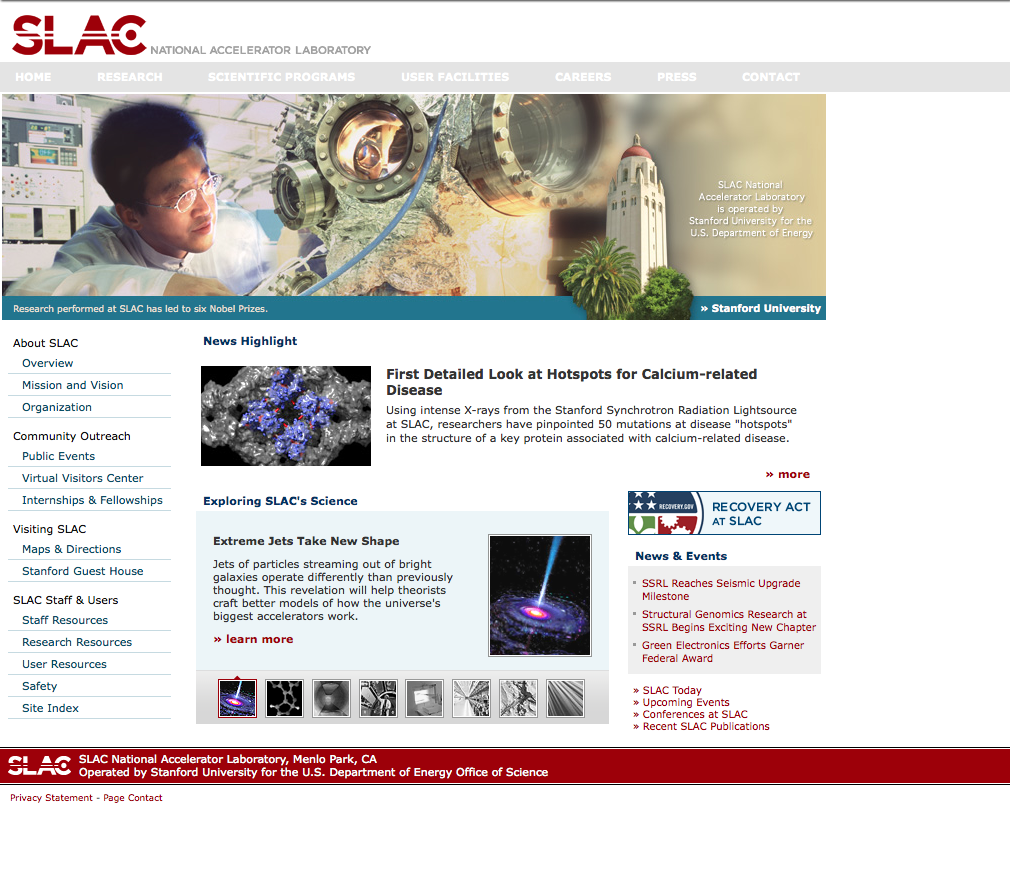 SLAC NATIONAL ACCELERATOR LABORATORY
HOME RESEARCH SCIENTIFIC PROGRAMS USER FACILITIES CAREERS PRESS CONTACT
SLAC National
Accelerator Laboratory
is operated by
Stanford University for the
U.S. Department of Energy
Research performed at SLAC has led to six Nobel Prizes.
» Stanford University
About SLAC
Overview
Mission and Vision
Organization
Community Outreach
Public Events
Virtual Visitors Center
Internships & Fellowships
Visiting SLAC
Maps & Directions
Stanford Guest House
SLAC Staff & Users
Staff Resources
Research Resources
User Resources
Safety
Site Index
News Highlight
First Detailed Look at Hotspots for Calcium-related
Disease
Using intense X-rays from the Stanford Synchrotron Radiation Lightsource
at SLAC, researchers have pinpointed 50 mutations at disease "hotspots"
in the structure of a key protein associated with calcium-related disease.
» more
Exploring SLAC's Science
Extreme Jets Take New Shape
Jets of particles streaming out of bright
galaxies operate differently than previously
thought. This revelation will help theorists
craft better models of how the universe's
biggest accelerators work.
» learn more
RECOVERY.GOV
RECOVERY ACT
AT SLAC
News & Events
SSRL Reaches Seismic Upgrade
Milestone
Structural Genomics Research at
SSRL Begins Exciting New Chapter
Green Electronics Efforts Garner
Federal Award
» SLAC Today
» Upcoming Events
» Conferences at SLAC
» Recent SLAC Publications
SLAC
SLAC National Accelerator Laboratory, Menlo Park, CA
Operated by Stanford University for the U.S. Department of Energy Office of Science
Privacy Statement - Page Contact